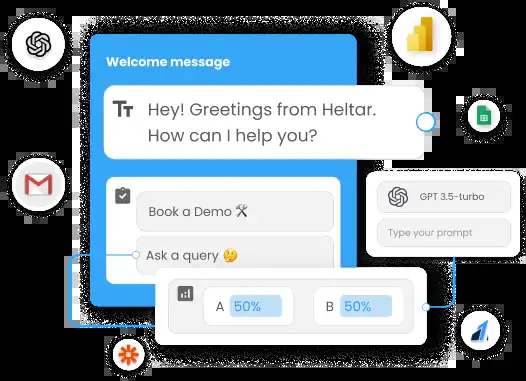 Welcome message
Tт Hey! Greetings from Heltar.
How can I help you?
Book a Demo 🛠
Ask a query 🤔
GPT 3.5-turbo
Type your prompt
A 50% B 50%